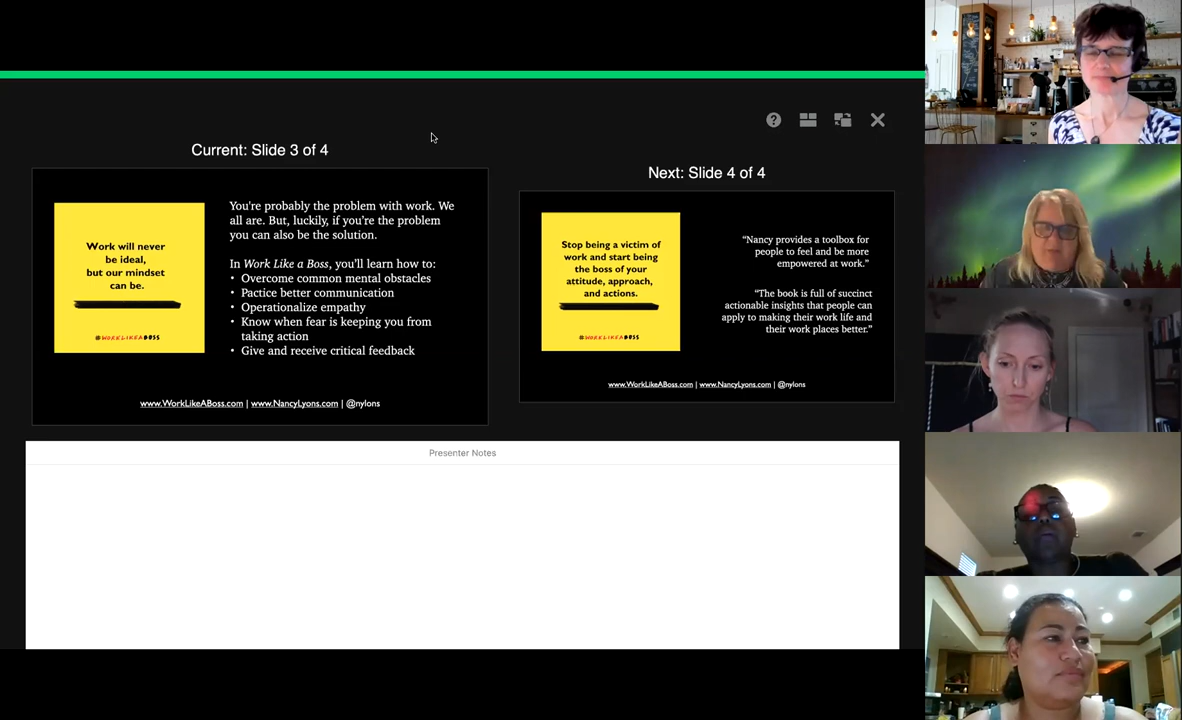 Current: Slide 3 of 4
Work will never
be ideal,
but our mindset
can be.
#WORKLIKEABOSS
You're probably the problem with work. We
all are. But, luckily, if you're the problem
you can also be the solution.
In Work Like a Boss, you'll learn how to:
• Overcome common mental obstacles
• Pactice better communication
• Operationalize empathy
• Know when fear is keeping you from
taking action
• Give and receive critical feedback
www.WorkLikeABoss.com | www.NancyLyons.com | @nylons
Next: Slide 4 of 4
Stop being a victim of
work and start being
the boss of your
attitude, approach,
and actions.
#WORKLIKEABOSS
“Nancy provides a toolbox for
people to feel and be more
empowered at work.”
“The book is full of succinct
actionable insights that people can
apply to making their work life and
their work places better.”
www.WorkLikeABoss.com | www.NancyLyons.com | @nylons
Presenter Notes